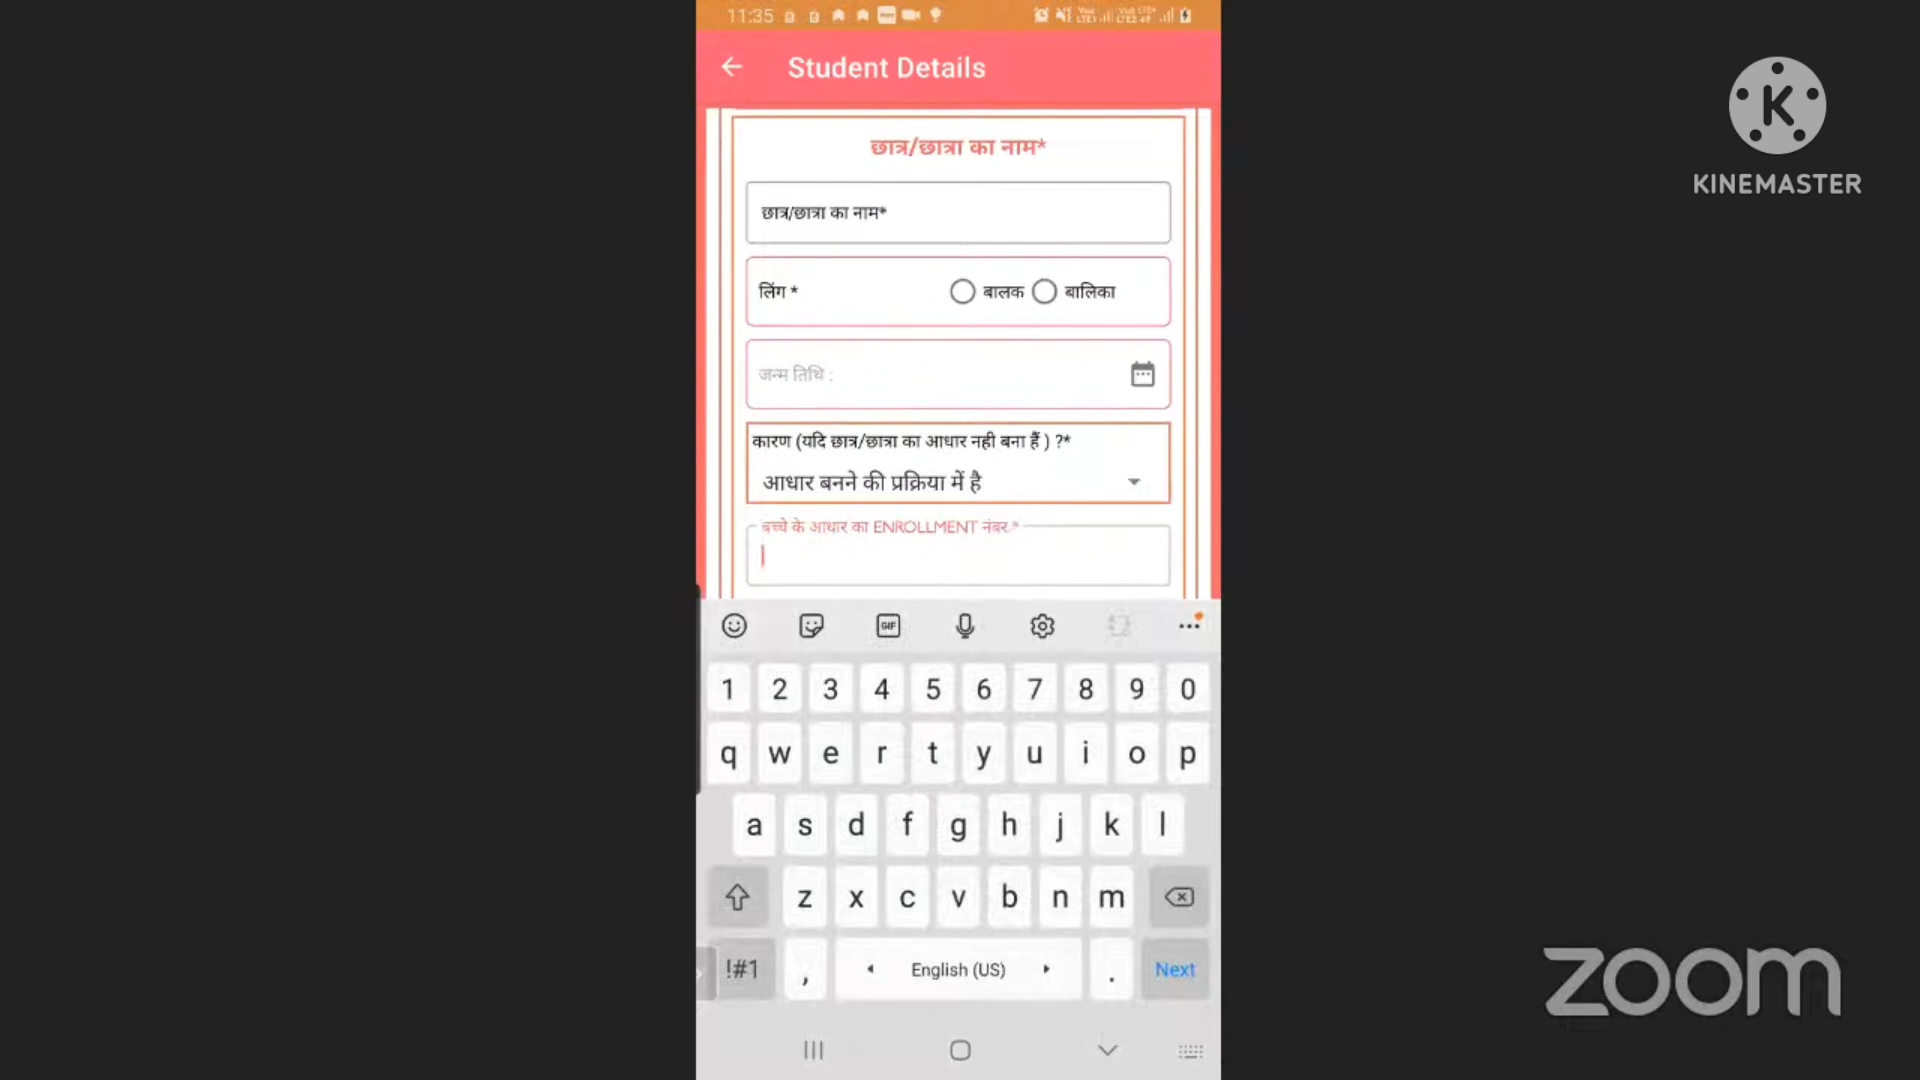 11:35
Student Details
छात्र/छात्रा का नाम*
छात्र/छात्रा का नाम*
लिंग * बालक बालिका
जन्म तिथि :
कारण (यदि छात्र/छात्रा का आधार नही बना हैं ) ?*
आधार बनने की प्रक्रिया में है
बच्चे के आधार का ENROLLMENT नंबर *
GIF
1 2 3 4 5 6 7 8 9 0
q w e r t y u i o p
a s d f g h j k l
z x c v b n m
!#1 , English (US) . Next
K
KINEMASTER
zoom